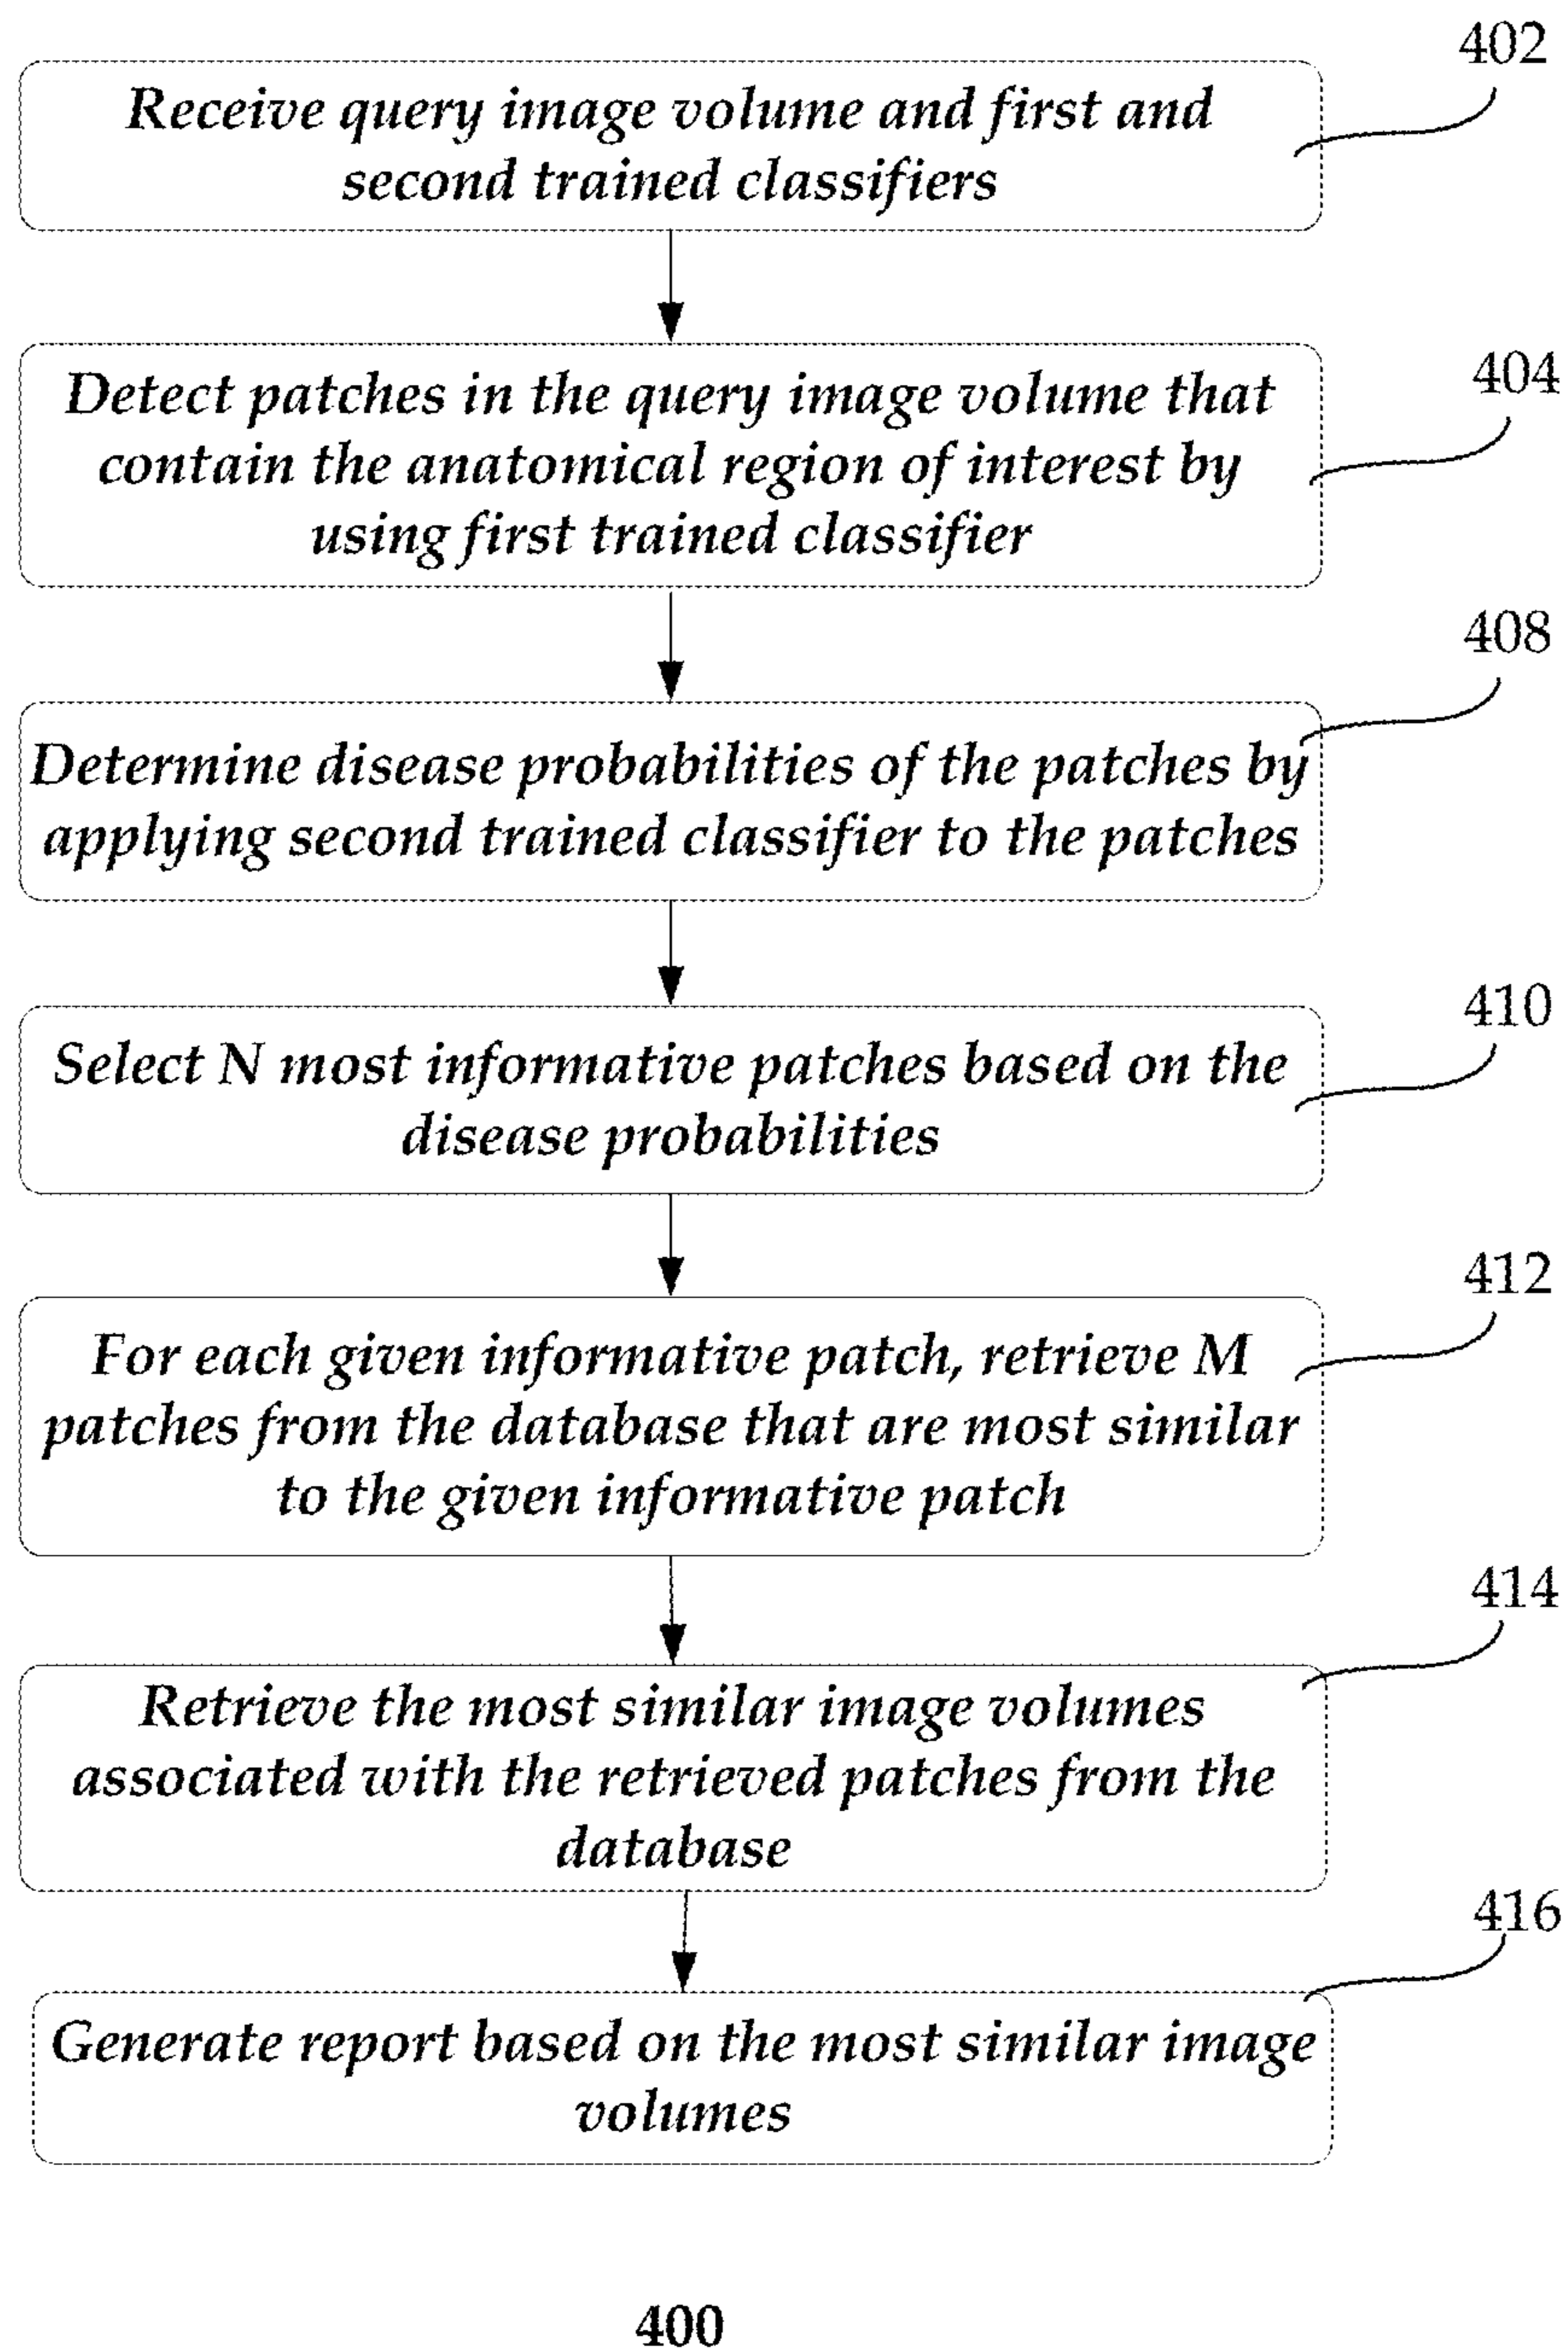 402
Receive query image volume and first and
second trained classifiers
404
Detect patches in the query image volume that
contain the anatomical region of interest by
using first trained classifier
408
Determine disease probabilities of the patches by
applying second trained classifier to the patches
410
Select N most informative patches based on the
disease probabilities
412
For each given informative patch, retrieve M
patches from the database that are most similar
to the given informative patch
414
Retrieve the most similar image volumes
associated with the retrieved patches from the
database
416
Generate report based on the most similar image
volumes
400